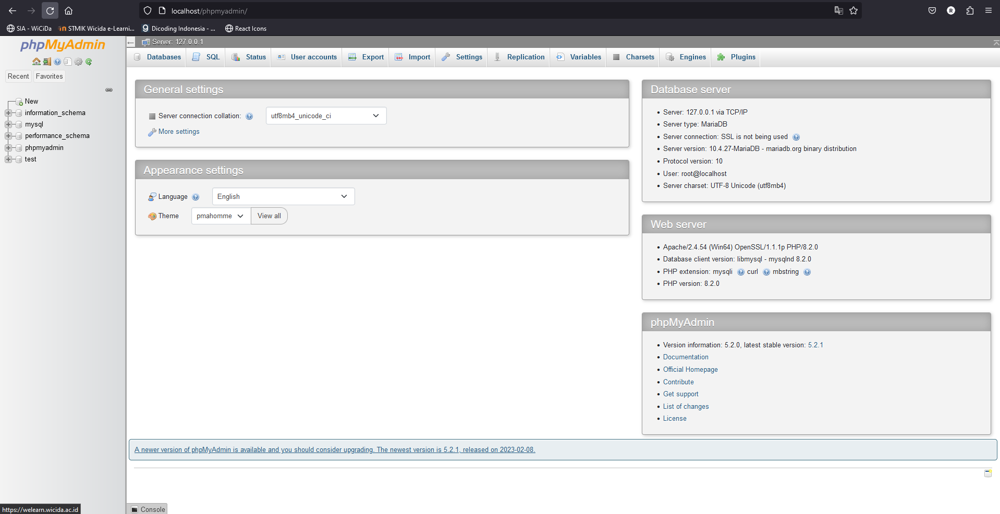 localhost/phpmyadmin/
SIA - WiCiDa
STMIK Wicida e-Learni...
Dicoding Indonesia - ...
React Icons
phpMyAdmin
Recent
Favorites
New
information_schema
mysql
performance_schema
phpmyadmin
test
Server: 127.0.0.1
Databases
SQL
Status
User accounts
Export
Import
Settings
Replication
Variables
Charsets
Engines
Plugins
General settings
Server connection collation:
utf8mb4_unicode_ci
More settings
Appearance settings
Language
English
Theme
pmahomme
View all
Database server
Server: 127.0.0.1 via TCP/IP
Server type: MariaDB
Server connection: SSL is not being used
Server version: 10.4.27-MariaDB - mariadb.org binary distribution
Protocol version: 10
User: root@localhost
Server charset: UTF-8 Unicode (utf8mb4)
Web server
Apache/2.4.54 (Win64) OpenSSL/1.1.1p PHP/8.2.0
Database client version: libmysql - mysqlnd 8.2.0
PHP extension: mysqli curl mbstring
PHP version: 8.2.0
phpMyAdmin
Version information: 5.2.0, latest stable version: 5.2.1
Documentation
Official Homepage
Contribute
Get support
List of changes
License
A newer version of phpMyAdmin is available and you should consider upgrading. The newest version is 5.2.1, released on 2023-02-08.
https://welearn.wicida.ac.id
Console